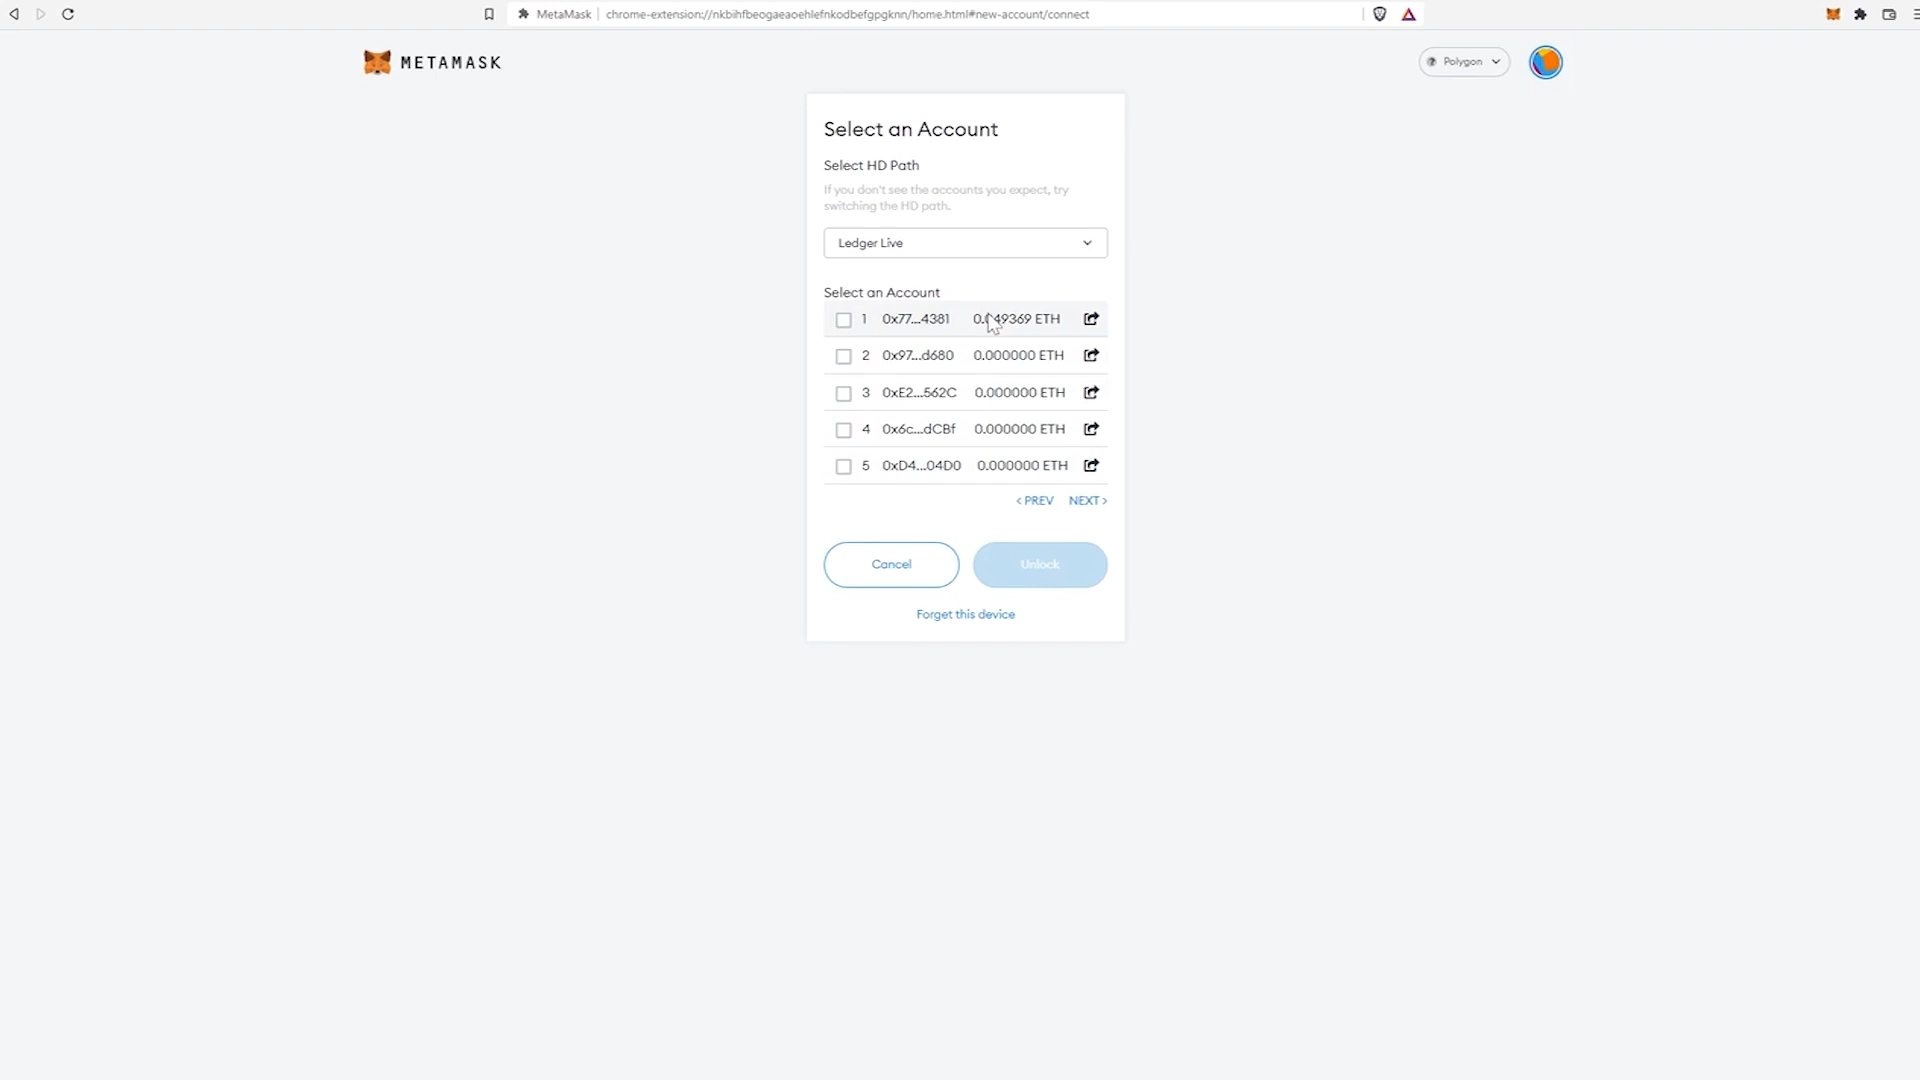 MetaMask chrome-extension://nkbihfbeogaeaoehlefnkodbefgpgknn/home.html#new-account/connect
METAMASK
Polygon
Select an Account
Select HD Path
If you don't see the accounts you expect, try
switching the HD path.
Ledger Live
Select an Account
1 0x77...4381 ETH
2 0x97...d680 0.000000 ETH
3 0xE2...562C 0.000000 ETH
4 0x6c...dCBf 0.000000 ETH
5 0xD4...04D0 0.000000 ETH
< PREV NEXT >
Cancel Unlock
Forget this device